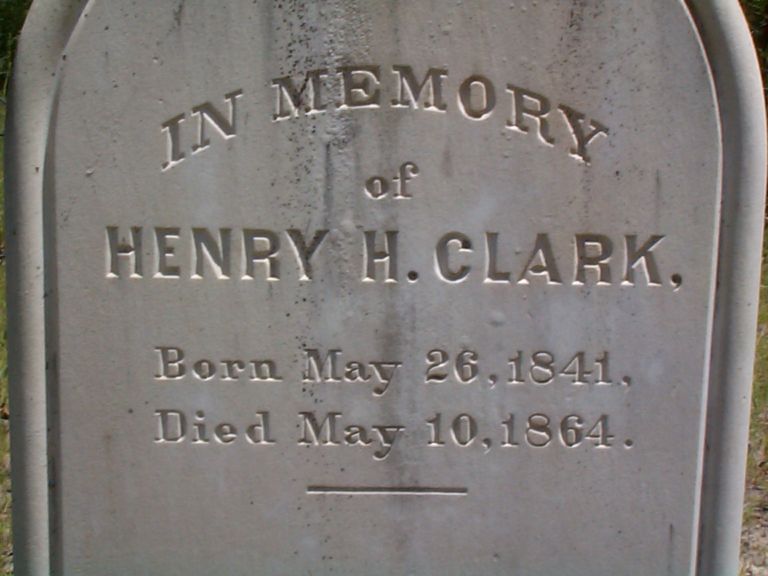 IN MEMORY
of
HENRY H. CLARK,
Born May 26, 1841,
Died May 10, 1864.